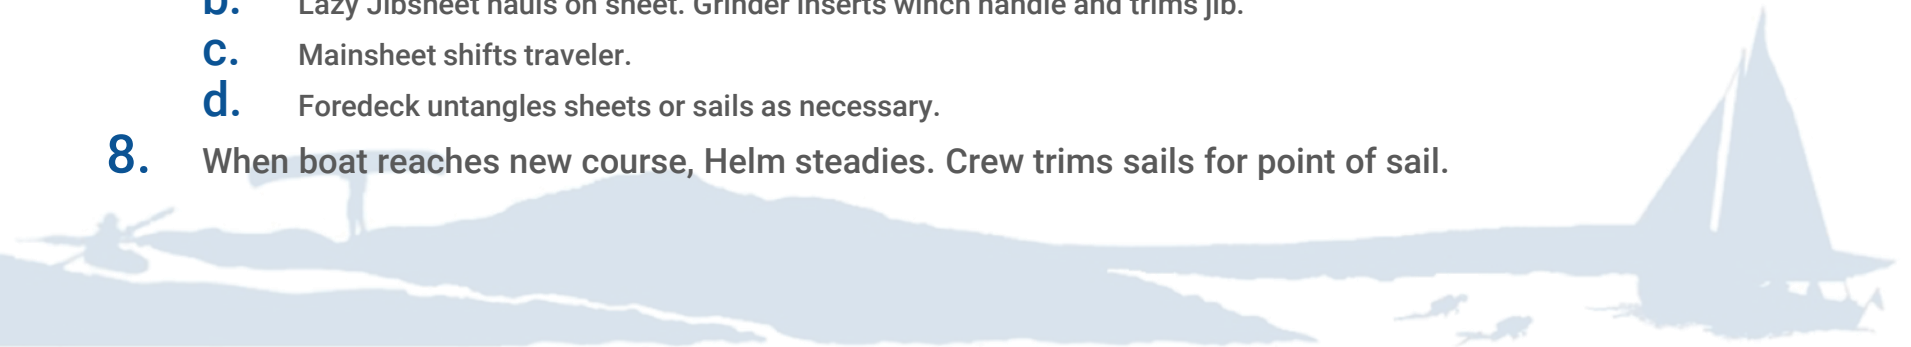 b. Lazy Jibsheet hauls on sheet. Grinder inserts winch handle and trims jib.
c. Mainsheet shifts traveler.
d. Foredeck untangles sheets or sails as necessary.
8. When boat reaches new course, Helm steadies. Crew trims sails for point of sail.